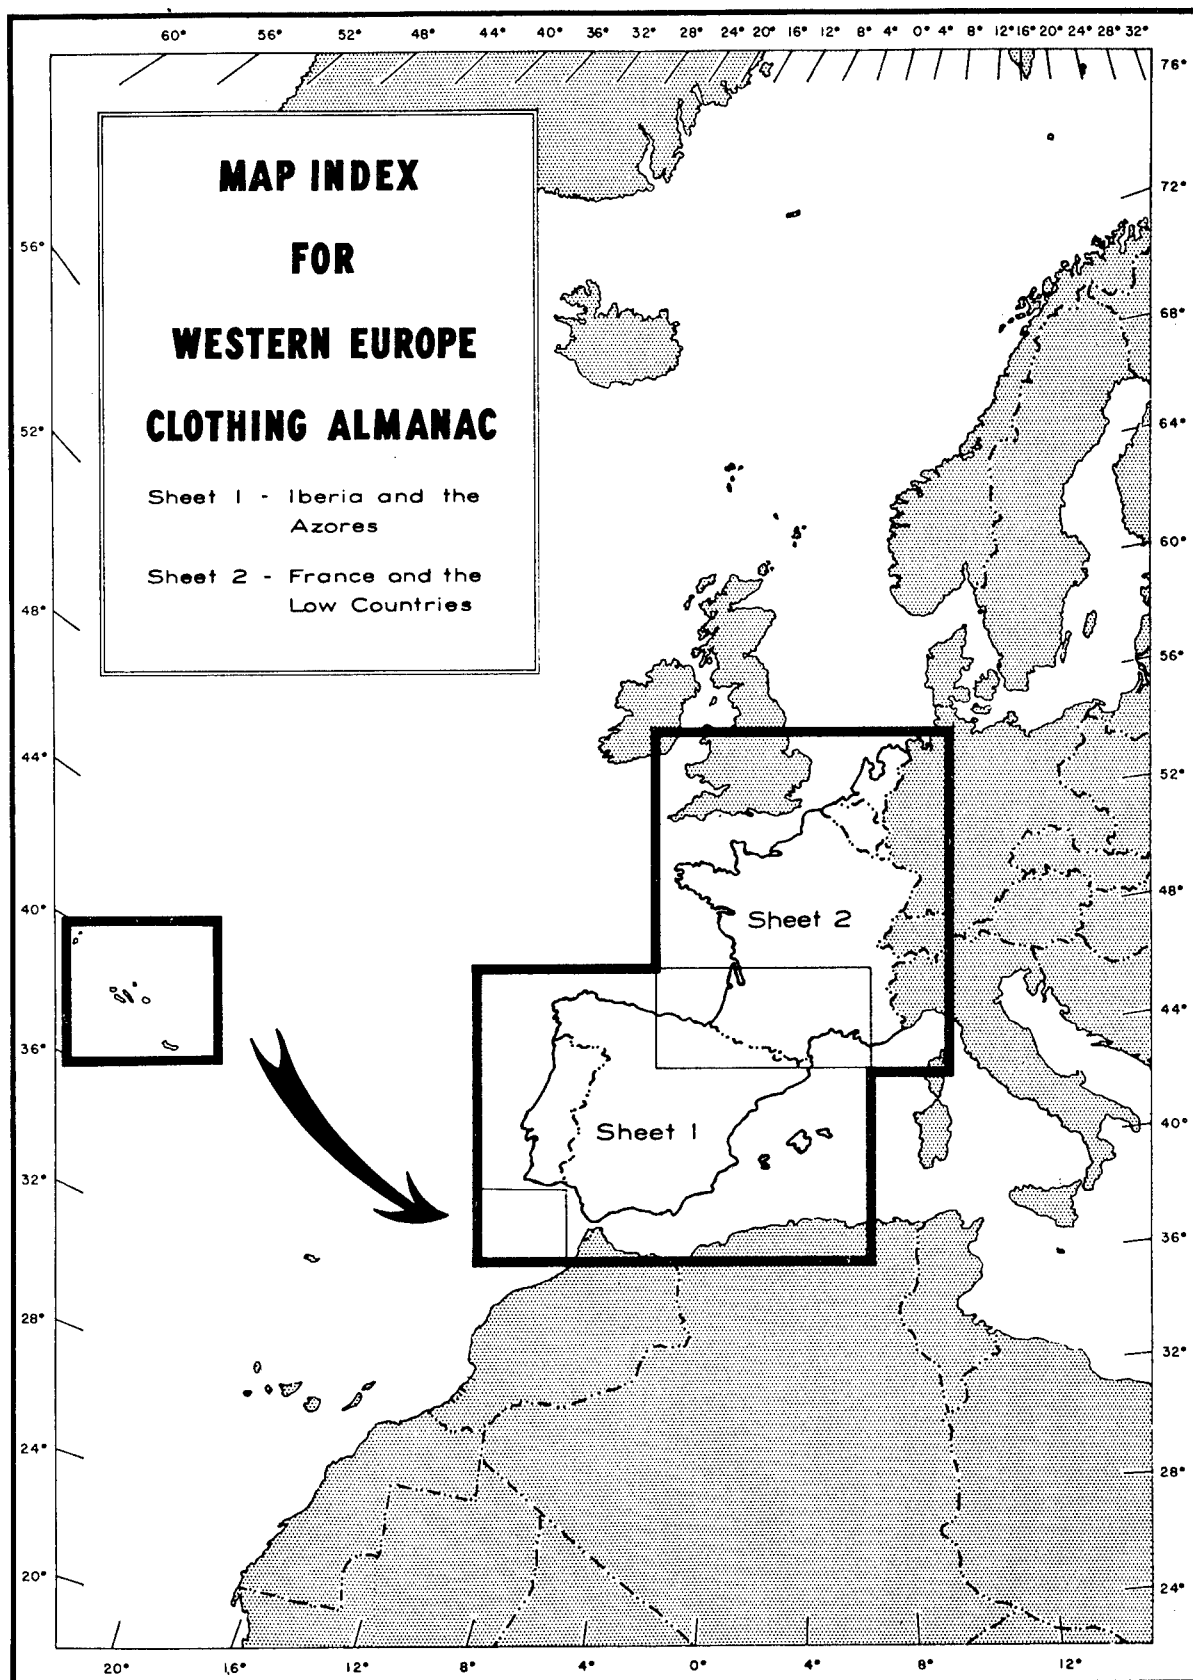 60° 56° 52° 48° 44° 40° 36° 32° 28° 24° 20° 16° 12° 8° 4° 0° 4° 8° 12° 16° 20° 24° 28° 32°
76°
MAP INDEX
FOR
WESTERN EUROPE
CLOTHING ALMANAC
Sheet 1 - Iberia and the
Azores
Sheet 2 - France and the
Low Countries
72°
56°
68°
52°
64°
60°
48°
56°
44°
52°
40°
48°
Sheet 2
44°
36°
40°
Sheet 1
32°
36°
28°
32°
24°
28°
20°
24°
20° 16° 12° 8° 4° 0° 4° 8° 12°